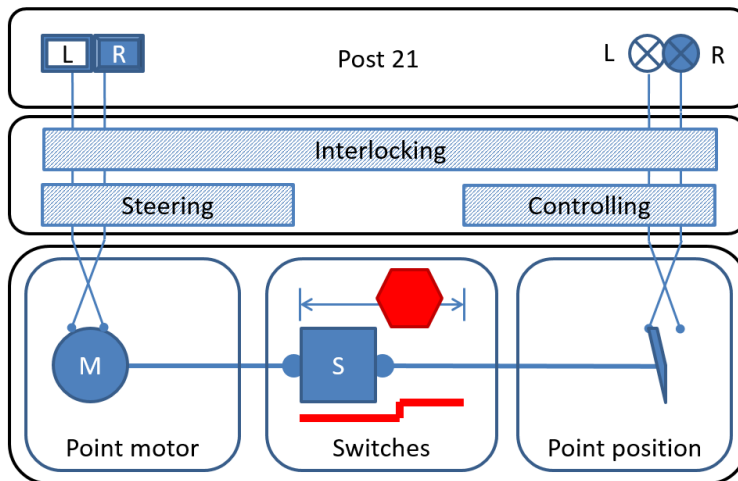 L R Post 21 L R
Interlocking
Steering Controlling
M S
Point motor Switches Point position